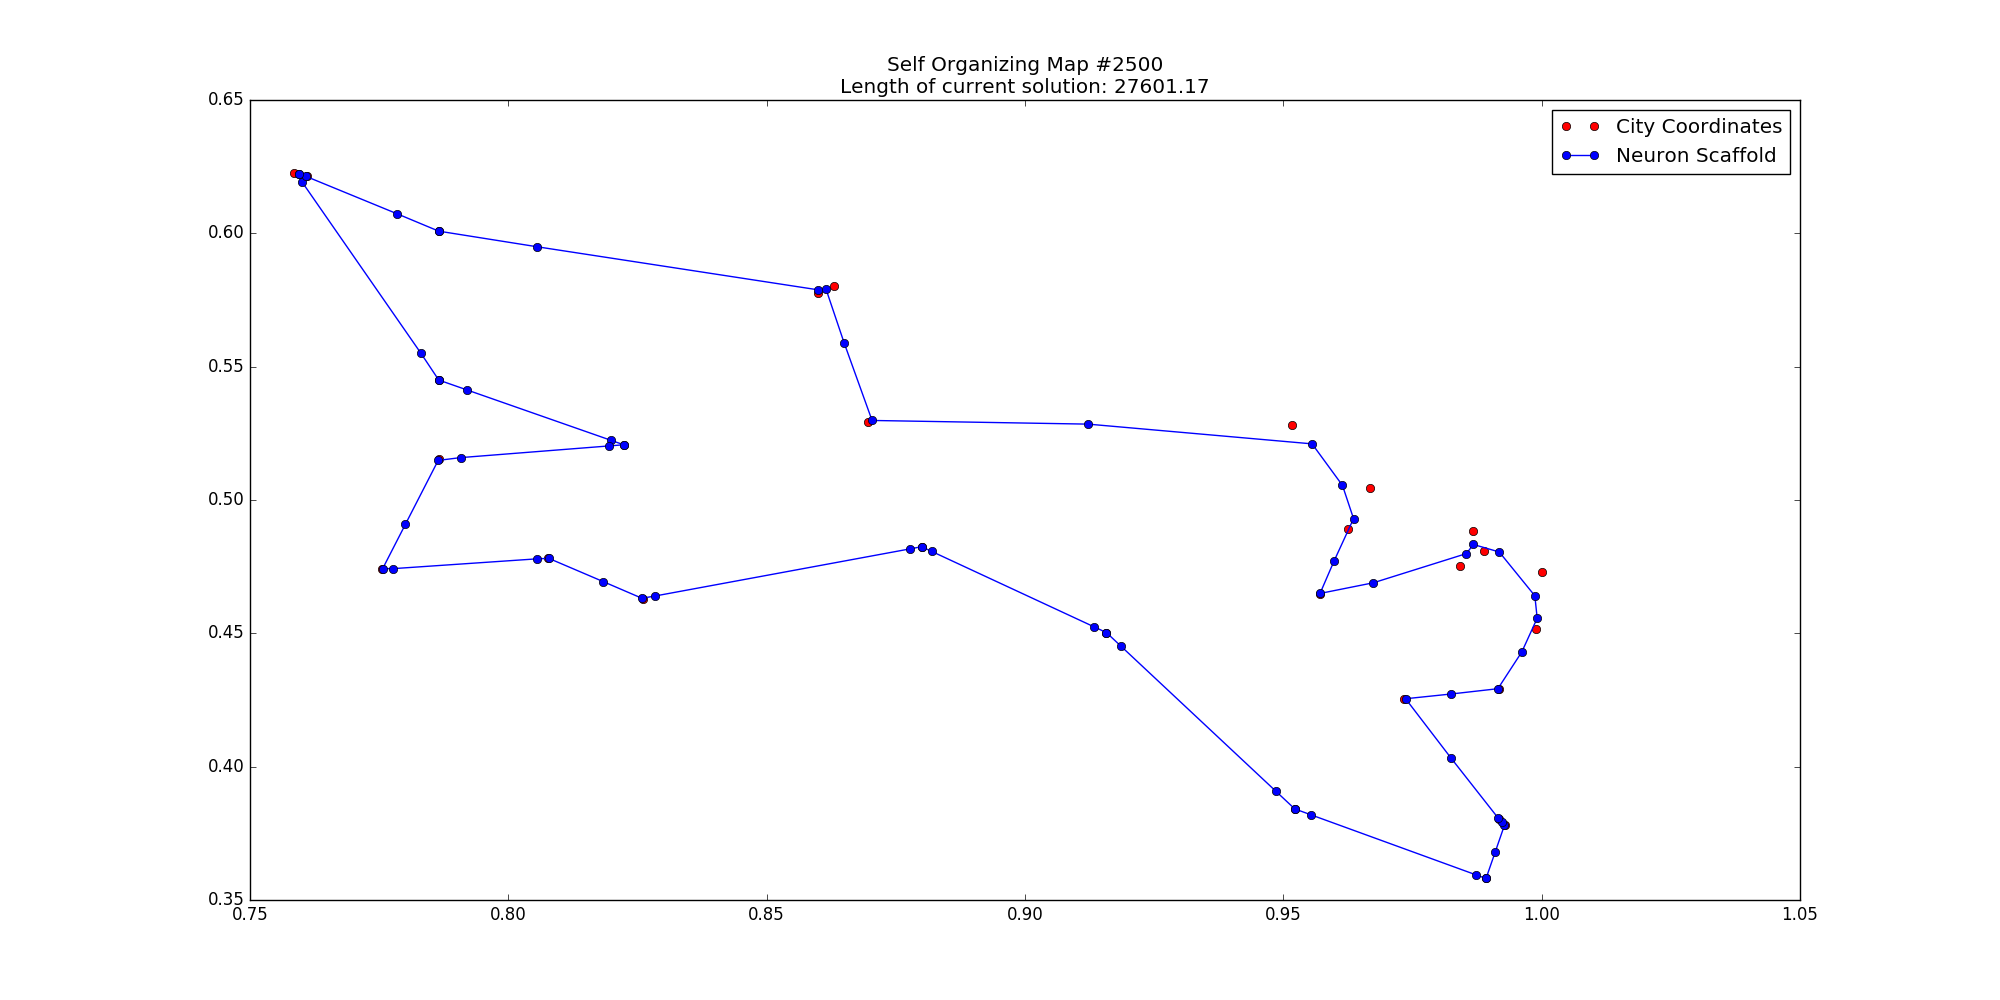 Self Organizing Map #2500
Length of current solution: 27601.17
City Coordinates
Neuron Scaffold
0.65
0.60
0.55
0.50
0.45
0.40
0.35
0.75 0.80 0.85 0.90 0.95 1.00 1.05